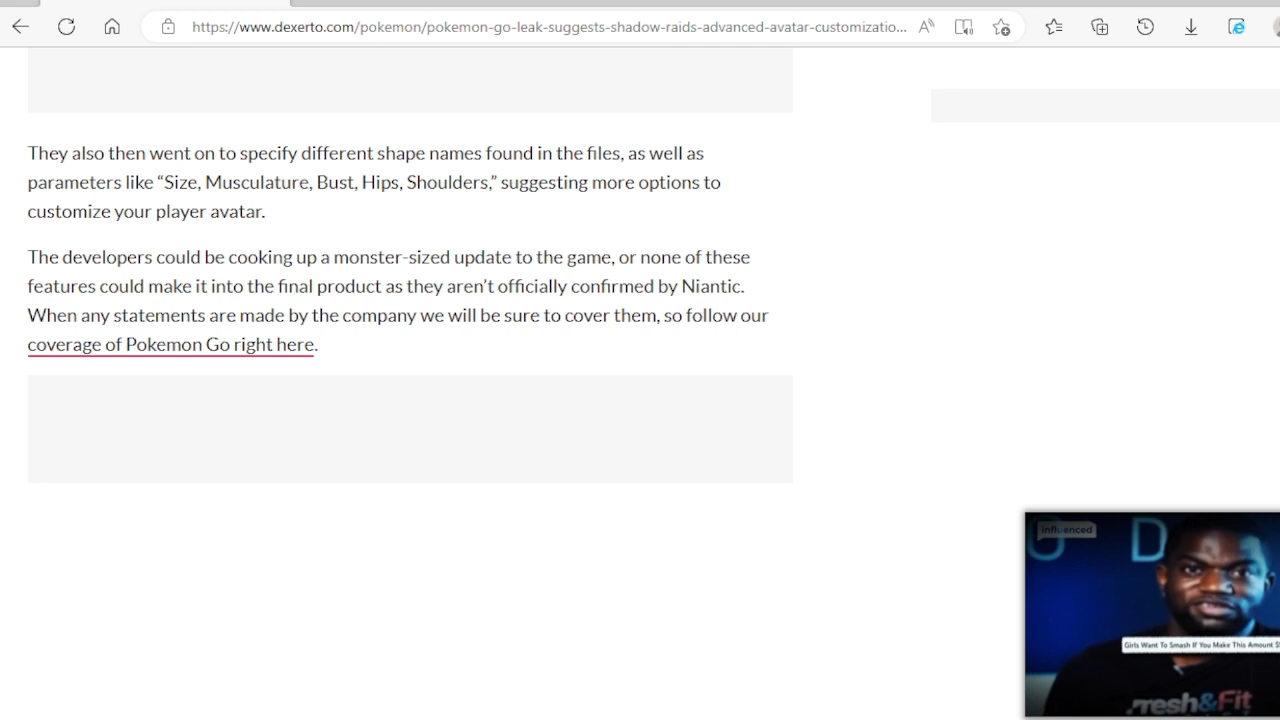 https://www.dexerto.com/pokemon/pokemon-go-leak-suggests-shadow-raids-advanced-avatar-customizatio...
They also then went on to specify different shape names found in the files, as well as
parameters like “Size, Musculature, Bust, Hips, Shoulders,” suggesting more options to
customize your player avatar.
The developers could be cooking up a monster-sized update to the game, or none of these
features could make it into the final product as they aren’t officially confirmed by Niantic.
When any statements are made by the company we will be sure to cover them, so follow our
coverage of Pokemon Go right here.
influenced
O D
Girls Want To Smash If You Make This Amount
resh&Fit